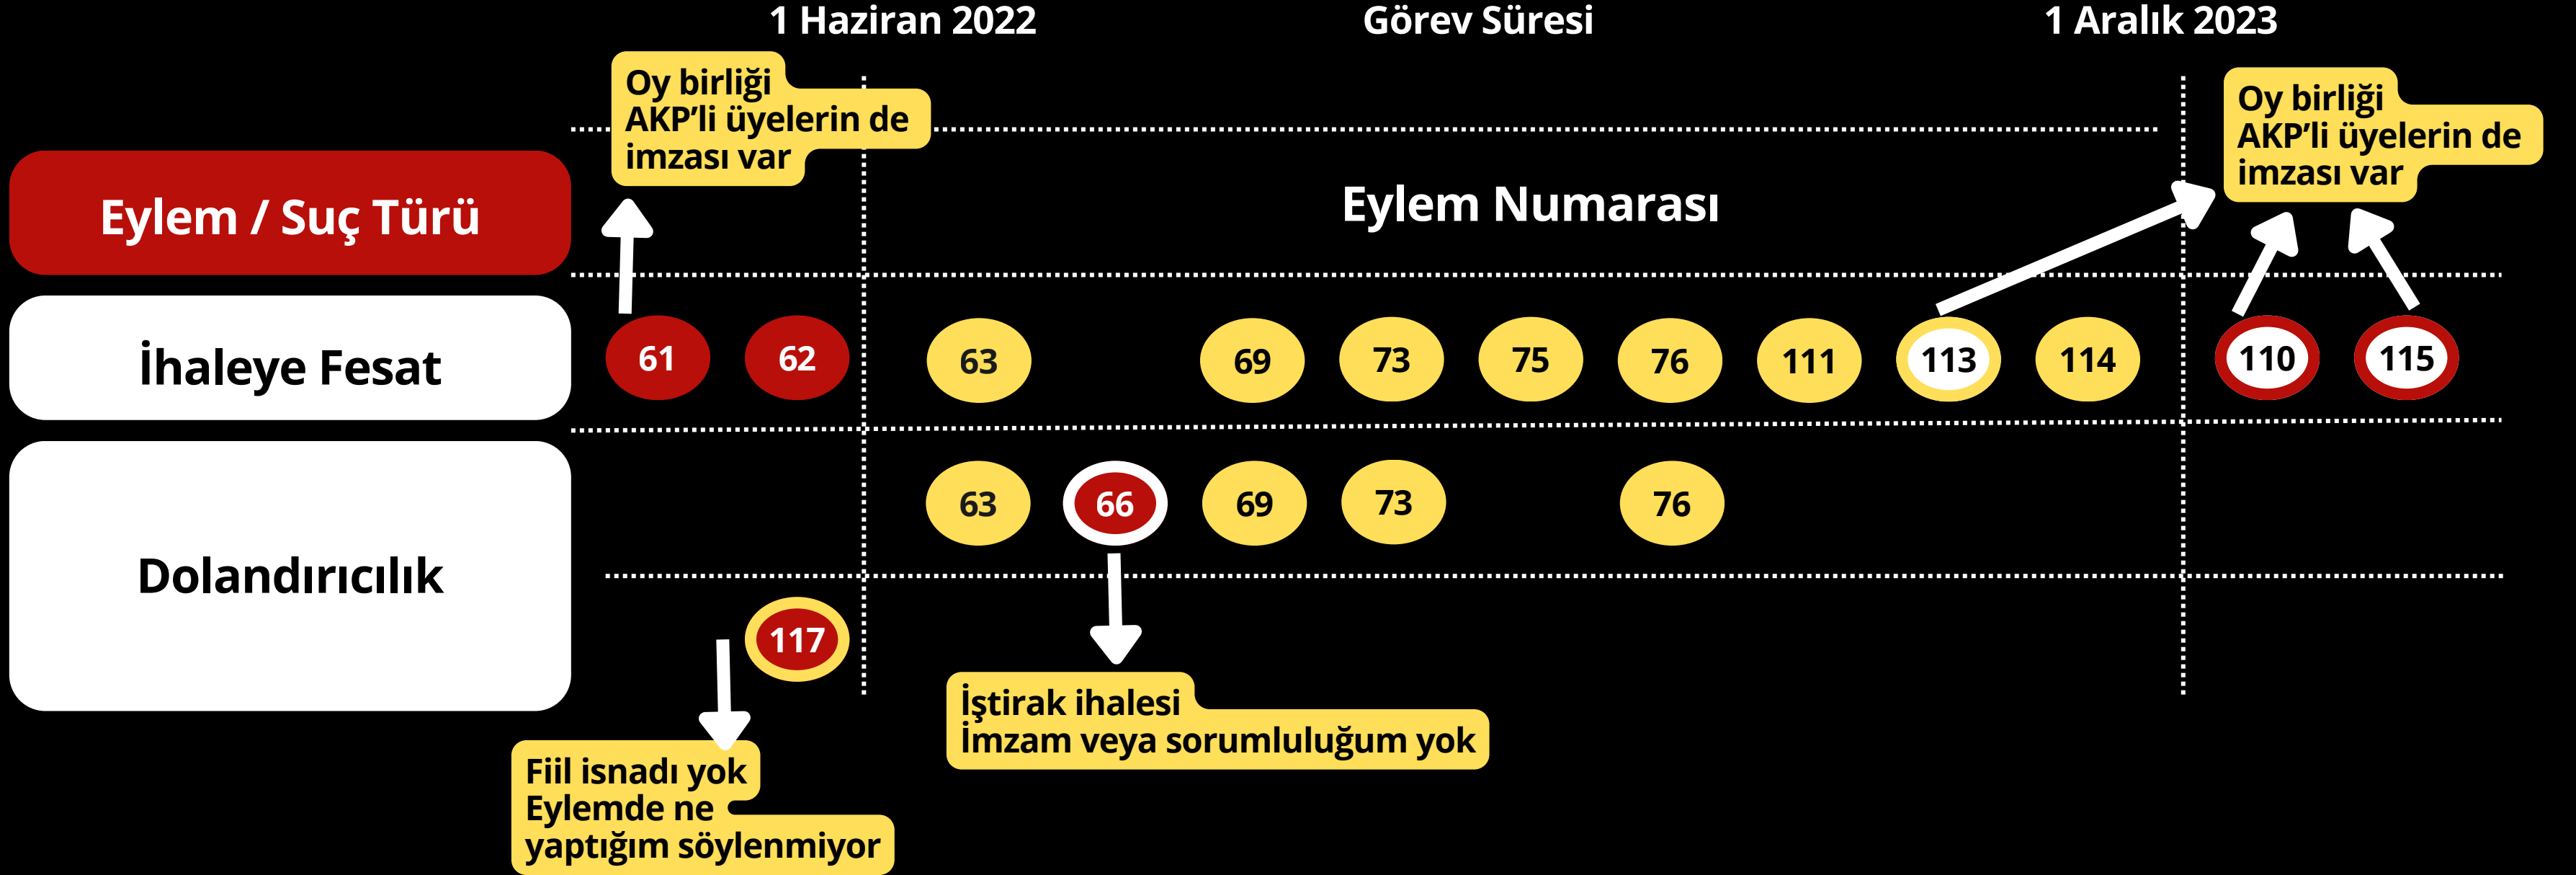 1 Haziran 2022
Görev Süresi
1 Aralık 2023
Oy birliği
AKP'li üyelerin de
imzası var
Oy birliği
AKP'li üyelerin de
imzası var
Eylem / Suç Türü
Eylem Numarası
İhaleye Fesat
61
62
63
69
73
75
76
111
113
114
110
115
Dolandırıcılık
63
66
69
73
76
117
İştirak ihalesi
İmzam veya sorumluluğum yok
Fiil isnadı yok
Eylemde ne
yaptığım söylenmiyor